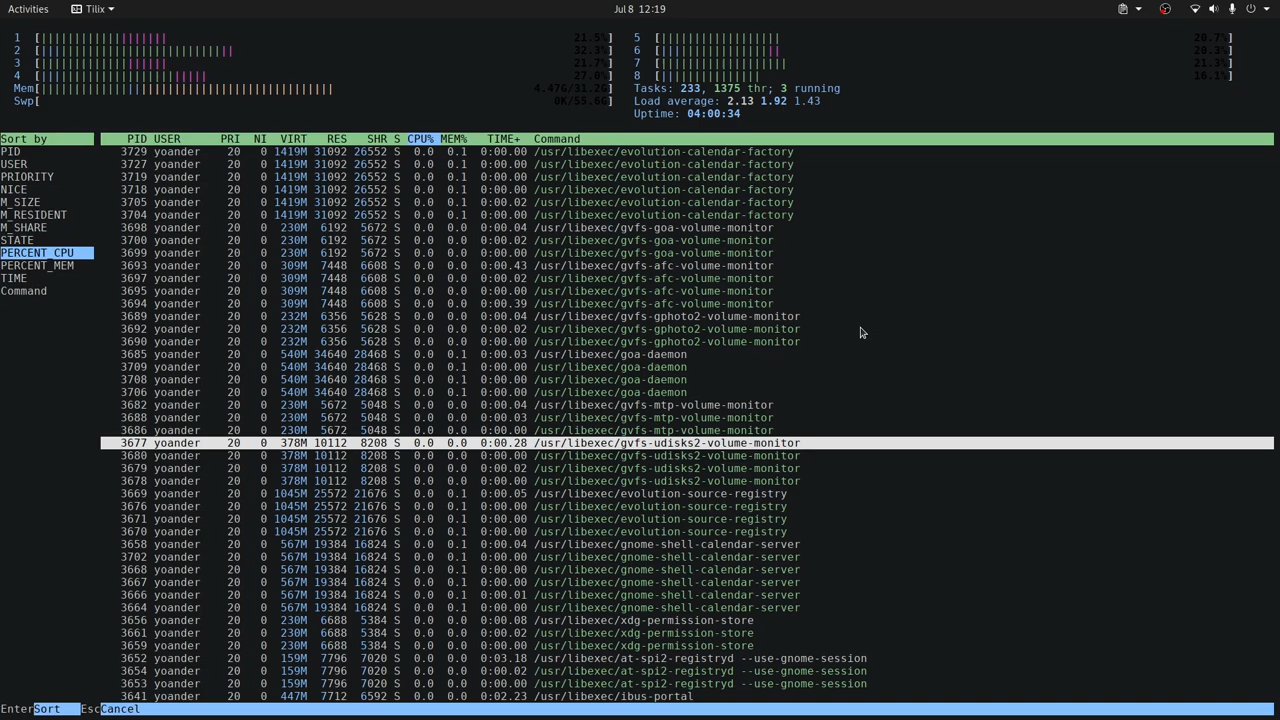 Activities Tilix Jul 8 12:19
1 [ 21.5%] 5 [ 20.7%]
2 [ 32.3%] 6 [ 20.3%]
3 [ 21.7%] 7 [ 21.3%]
4 [ 27.0%] 8 [ 16.1%]
Mem[ 4.47G/31.2G] Tasks: 233, 1375 thr; 3 running
Swp[ 0K/55.6G] Load average: 2.13 1.92 1.43
Uptime: 04:00:34
Sort by PID USER PRI NI VIRT RES SHR S CPU% MEM% TIME+ Command
PID 3729 yoander 20 0 1419M 31092 26552 S 0.0 0.1 0:00.00 /usr/libexec/evolution-calendar-factory
USER 3727 yoander 20 0 1419M 31092 26552 S 0.0 0.1 0:00.00 /usr/libexec/evolution-calendar-factory
PRIORITY 3719 yoander 20 0 1419M 31092 26552 S 0.0 0.1 0:00.00 /usr/libexec/evolution-calendar-factory
NICE 3718 yoander 20 0 1419M 31092 26552 S 0.0 0.1 0:00.00 /usr/libexec/evolution-calendar-factory
M_SIZE 3705 yoander 20 0 1419M 31092 26552 S 0.0 0.1 0:00.02 /usr/libexec/evolution-calendar-factory
M_RESIDENT 3704 yoander 20 0 1419M 31092 26552 S 0.0 0.1 0:00.00 /usr/libexec/evolution-calendar-factory
M_SHARE 3698 yoander 20 0 230M 6192 5672 S 0.0 0.0 0:00.04 /usr/libexec/gvfs-goa-volume-monitor
STATE 3700 yoander 20 0 230M 6192 5672 S 0.0 0.0 0:00.02 /usr/libexec/gvfs-goa-volume-monitor
PERCENT_CPU 3699 yoander 20 0 230M 6192 5672 S 0.0 0.0 0:00.00 /usr/libexec/gvfs-goa-volume-monitor
PERCENT_MEM 3693 yoander 20 0 309M 7448 6608 S 0.0 0.0 0:00.43 /usr/libexec/gvfs-afc-volume-monitor
TIME 3697 yoander 20 0 309M 7448 6608 S 0.0 0.0 0:00.02 /usr/libexec/gvfs-afc-volume-monitor
Command 3695 yoander 20 0 309M 7448 6608 S 0.0 0.0 0:00.00 /usr/libexec/gvfs-afc-volume-monitor
3694 yoander 20 0 309M 7448 6608 S 0.0 0.0 0:00.39 /usr/libexec/gvfs-afc-volume-monitor
3689 yoander 20 0 232M 6356 5628 S 0.0 0.0 0:00.04 /usr/libexec/gvfs-gphoto2-volume-monitor
3692 yoander 20 0 232M 6356 5628 S 0.0 0.0 0:00.02 /usr/libexec/gvfs-gphoto2-volume-monitor
3690 yoander 20 0 232M 6356 5628 S 0.0 0.0 0:00.00 /usr/libexec/gvfs-gphoto2-volume-monitor
3685 yoander 20 0 540M 34640 28468 S 0.0 0.1 0:00.03 /usr/libexec/goa-daemon
3709 yoander 20 0 540M 34640 28468 S 0.0 0.1 0:00.00 /usr/libexec/goa-daemon
3708 yoander 20 0 540M 34640 28468 S 0.0 0.1 0:00.00 /usr/libexec/goa-daemon
3706 yoander 20 0 540M 34640 28468 S 0.0 0.1 0:00.00 /usr/libexec/goa-daemon
3682 yoander 20 0 230M 5672 5048 S 0.0 0.0 0:00.04 /usr/libexec/gvfs-mtp-volume-monitor
3688 yoander 20 0 230M 5672 5048 S 0.0 0.0 0:00.03 /usr/libexec/gvfs-mtp-volume-monitor
3686 yoander 20 0 230M 5672 5048 S 0.0 0.0 0:00.00 /usr/libexec/gvfs-mtp-volume-monitor
3677 yoander 20 0 378M 10112 8208 S 0.0 0.0 0:00.28 /usr/libexec/gvfs-udisks2-volume-monitor
3680 yoander 20 0 378M 10112 8208 S 0.0 0.0 0:00.00 /usr/libexec/gvfs-udisks2-volume-monitor
3679 yoander 20 0 378M 10112 8208 S 0.0 0.0 0:00.02 /usr/libexec/gvfs-udisks2-volume-monitor
3678 yoander 20 0 378M 10112 8208 S 0.0 0.0 0:00.00 /usr/libexec/gvfs-udisks2-volume-monitor
3669 yoander 20 0 1045M 25572 21676 S 0.0 0.1 0:00.05 /usr/libexec/evolution-source-registry
3676 yoander 20 0 1045M 25572 21676 S 0.0 0.1 0:00.00 /usr/libexec/evolution-source-registry
3671 yoander 20 0 1045M 25572 21676 S 0.0 0.1 0:00.00 /usr/libexec/evolution-source-registry
3670 yoander 20 0 1045M 25572 21676 S 0.0 0.1 0:00.00 /usr/libexec/evolution-source-registry
3658 yoander 20 0 567M 19384 16824 S 0.0 0.1 0:00.04 /usr/libexec/gnome-shell-calendar-server
3702 yoander 20 0 567M 19384 16824 S 0.0 0.1 0:00.00 /usr/libexec/gnome-shell-calendar-server
3668 yoander 20 0 567M 19384 16824 S 0.0 0.1 0:00.00 /usr/libexec/gnome-shell-calendar-server
3667 yoander 20 0 567M 19384 16824 S 0.0 0.1 0:00.00 /usr/libexec/gnome-shell-calendar-server
3666 yoander 20 0 567M 19384 16824 S 0.0 0.1 0:00.01 /usr/libexec/gnome-shell-calendar-server
3664 yoander 20 0 567M 19384 16824 S 0.0 0.1 0:00.00 /usr/libexec/gnome-shell-calendar-server
3656 yoander 20 0 230M 6688 5384 S 0.0 0.0 0:00.08 /usr/libexec/xdg-permission-store
3661 yoander 20 0 230M 6688 5384 S 0.0 0.0 0:00.02 /usr/libexec/xdg-permission-store
3659 yoander 20 0 230M 6688 5384 S 0.0 0.0 0:00.00 /usr/libexec/xdg-permission-store
3652 yoander 20 0 159M 7796 7020 S 0.0 0.0 0:03.18 /usr/libexec/at-spi2-registryd --use-gnome-session
3654 yoander 20 0 159M 7796 7020 S 0.0 0.0 0:00.02 /usr/libexec/at-spi2-registryd --use-gnome-session
3653 yoander 20 0 159M 7796 7020 S 0.0 0.0 0:00.00 /usr/libexec/at-spi2-registryd --use-gnome-session
3641 yoander 20 0 447M 7712 6592 S 0.0 0.0 0:02.23 /usr/libexec/ibus-portal
EnterSort EscCancel